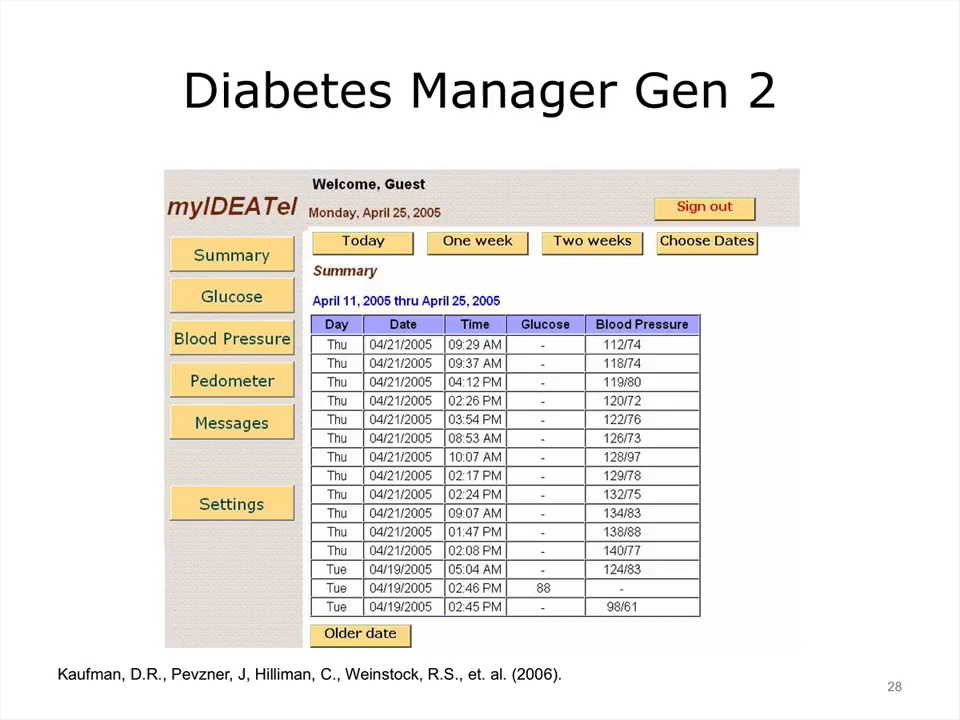 Diabetes Manager Gen 2
myIDEATel
Welcome, Guest
Monday, April 25, 2005
Sign out
Today One week Two weeks Choose Dates
Summary
Glucose
Blood Pressure
Pedometer
Messages
Settings
Summary
April 11, 2005 thru April 25, 2005
Day Date Time Glucose Blood Pressure
Thu 04/21/2005 09:29 AM - 112/74
Thu 04/21/2005 09:37 AM - 118/74
Thu 04/21/2005 04:12 PM - 119/80
Thu 04/21/2005 02:26 PM - 120/72
Thu 04/21/2005 03:54 PM - 122/76
Thu 04/21/2005 08:53 AM - 126/73
Thu 04/21/2005 10:07 AM - 128/97
Thu 04/21/2005 02:17 PM - 129/78
Thu 04/21/2005 02:24 PM - 132/75
Thu 04/21/2005 09:07 AM - 134/83
Thu 04/21/2005 01:47 PM - 138/88
Thu 04/21/2005 02:08 PM - 140/77
Tue 04/19/2005 05:04 AM - 124/83
Tue 04/19/2005 02:46 PM 88 -
Tue 04/19/2005 02:45 PM - 98/61
Older date
Kaufman, D.R., Pevzner, J, Hilliman, C., Weinstock, R.S., et. al. (2006).
28